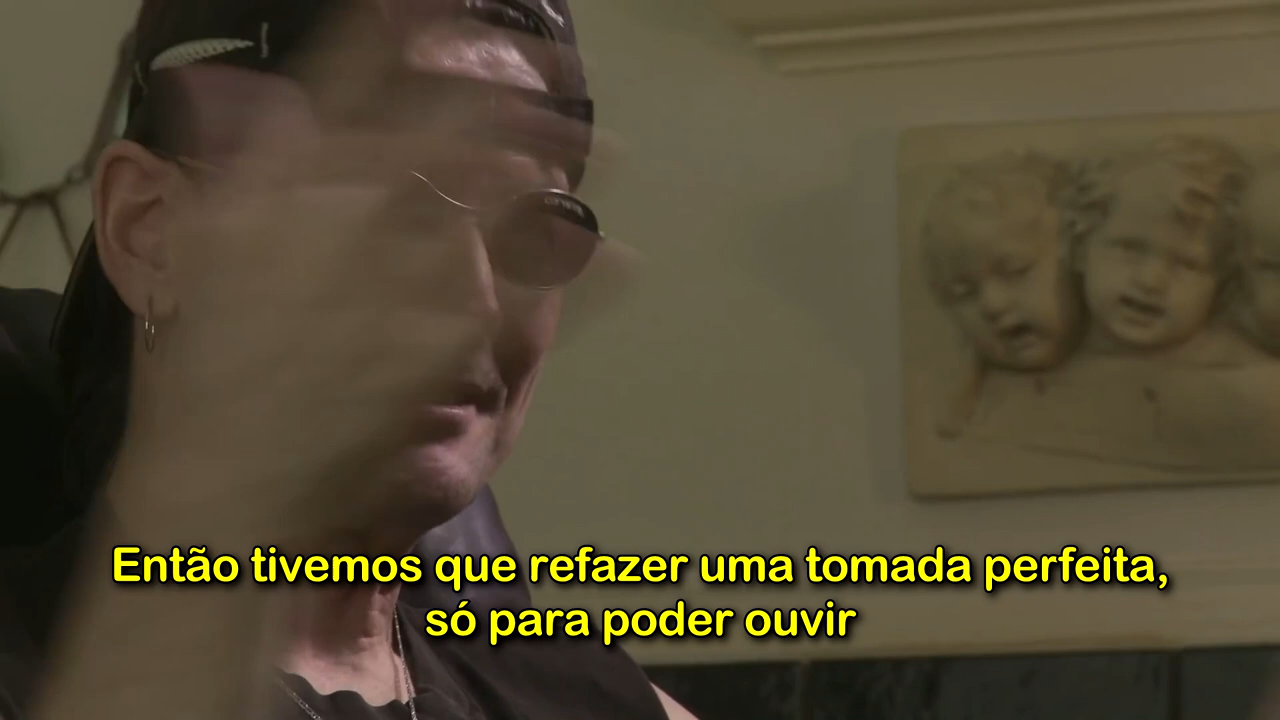 Então tivemos que refazer uma tomada perfeita,
só para poder ouvir